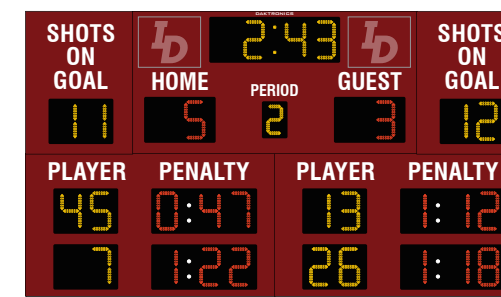 DAKTRONICS
SHOTS ON GOAL
LD
2:43
LD
SHOTS ON GOAL
HOME
PERIOD
GUEST
11
5
2
3
12
PLAYER PENALTY PLAYER PENALTY
45 0:47 13 1:12
7 1:22 26 1:18